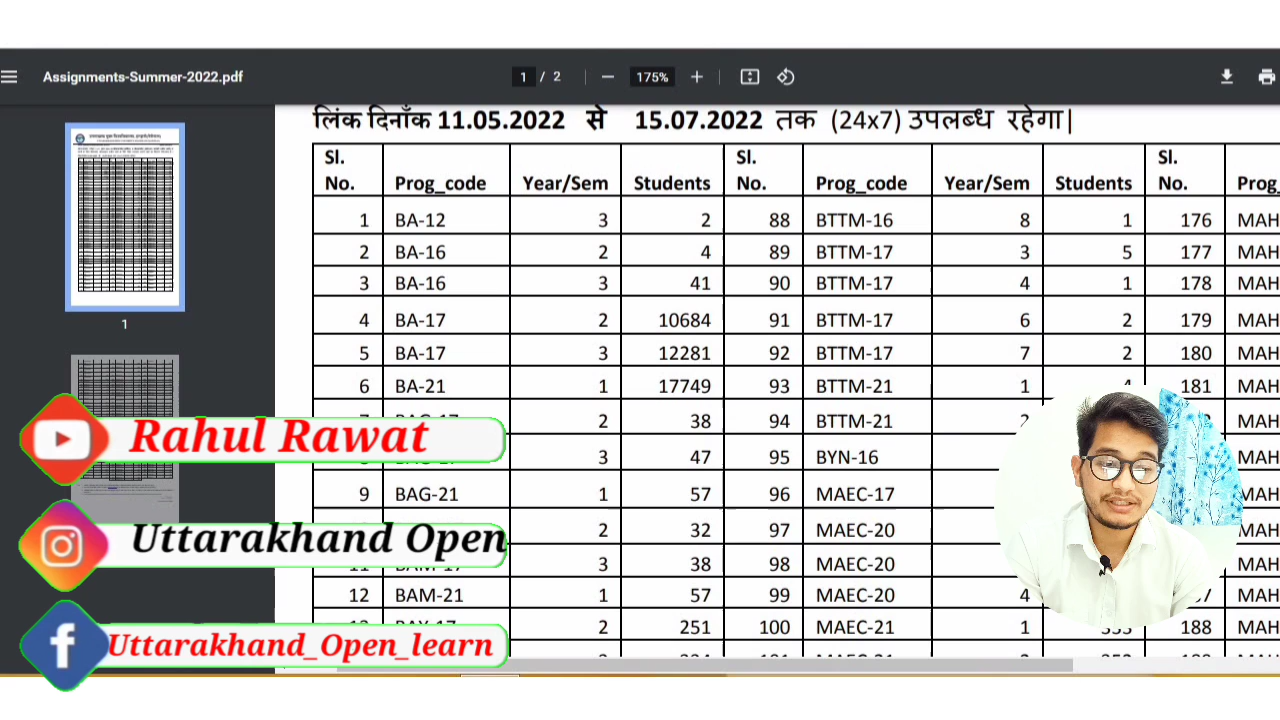 Assignments-Summer-2022.pdf 1 / 2 175%
लिंक दिनाँक 11.05.2022 से 15.07.2022 तक (24x7) उपलब्ध रहेगा|
Sl. No. Prog_code Year/Sem Students Sl. No. Prog_code Year/Sem Students Sl. No. Prog_
1 BA-12 3 2 88 BTTM-16 8 1 176 MAH
2 BA-16 2 4 89 BTTM-17 3 5 177 MAH
3 BA-16 3 41 90 BTTM-17 4 1 178 MAH
1
4 BA-17 2 10684 91 BTTM-17 6 2 179 MAH
5 BA-17 3 12281 92 BTTM-17 7 2 180 MAH
6 BA-21 1 17749 93 BTTM-21 1 4 181 MAH
2 38 94 BTTM-21 2 MAH
Rahul Rawat
3 47 95 BYN-16
9 BAG-21 1 57 96 MAEC-17 MAH
2 32 97 MAEC-20 MAH
Uttarakhand Open
3 38 98 MAEC-20 MAH
12 BAM-21 1 57 99 MAEC-20 4 MAH
2 251 100 MAEC-21 1 188 MAH
Uttarakhand_Open_learn